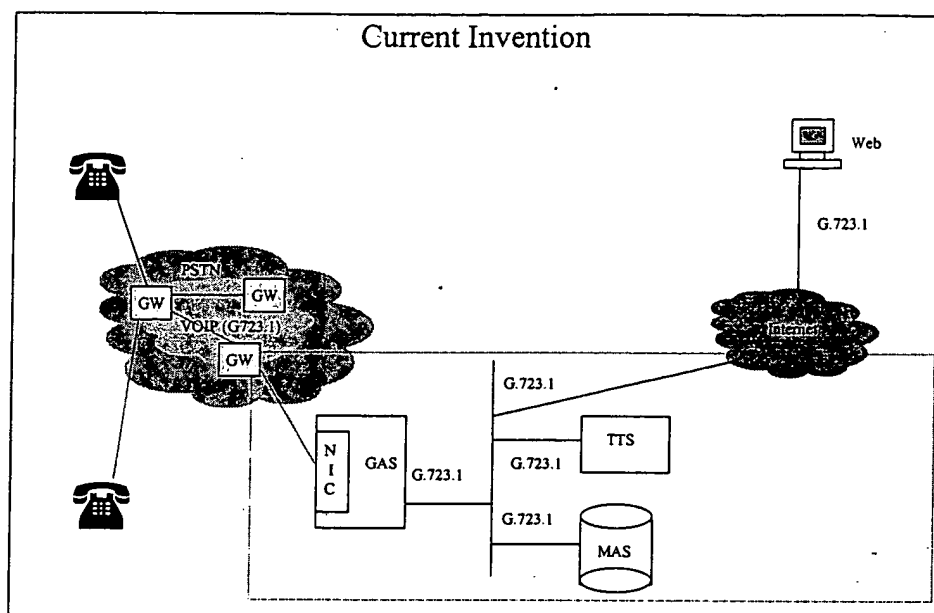 Current Invention
Web
G.723.1
PSTN
GW
GW
VOIP (G723.1)
GW
Internet
G.723.1
NIC
GAS
G.723.1
TTS
G.723.1
G.723.1
MAS